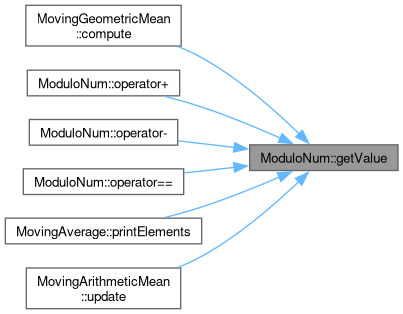 MovingGeometricMean
::compute
ModuloNum::operator+
ModuloNum::operator-
ModuloNum::getValue
ModuloNum::operator==
MovingAverage::printElements
MovingArithmeticMean
::update